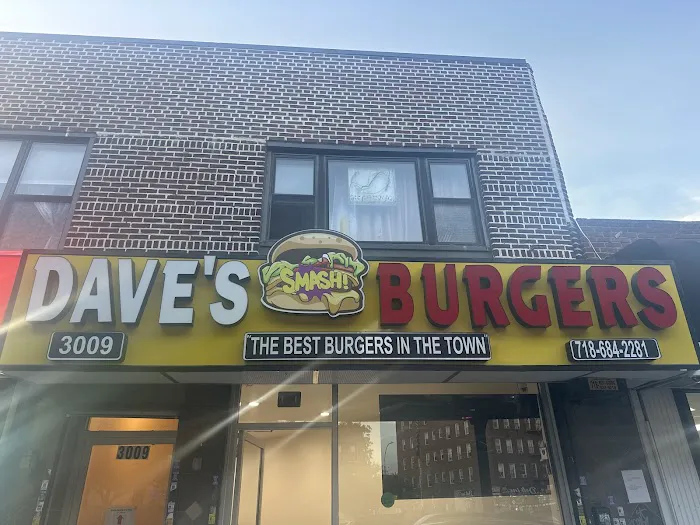 DAVE'S SMASH! BURGERS
3009
"THE BEST BURGERS IN THE TOWN"
718-684-2281
3009